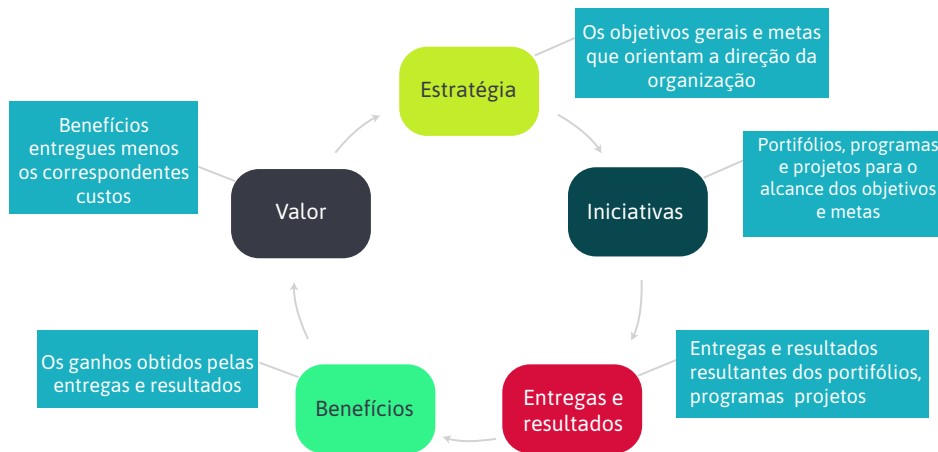 Estratégia
Os objetivos gerais e metas
que orientam a direção da
organização
Iniciativas
Portifólios, programas
e projetos para o
alcance dos objetivos
e metas
Entregas e
resultados
Entregas e resultados
resultantes dos portifólios,
programas  projetos
Benefícios
Os ganhos obtidos pelas
entregas e resultados
Valor
Benefícios
entregues menos
os correspondentes
custos